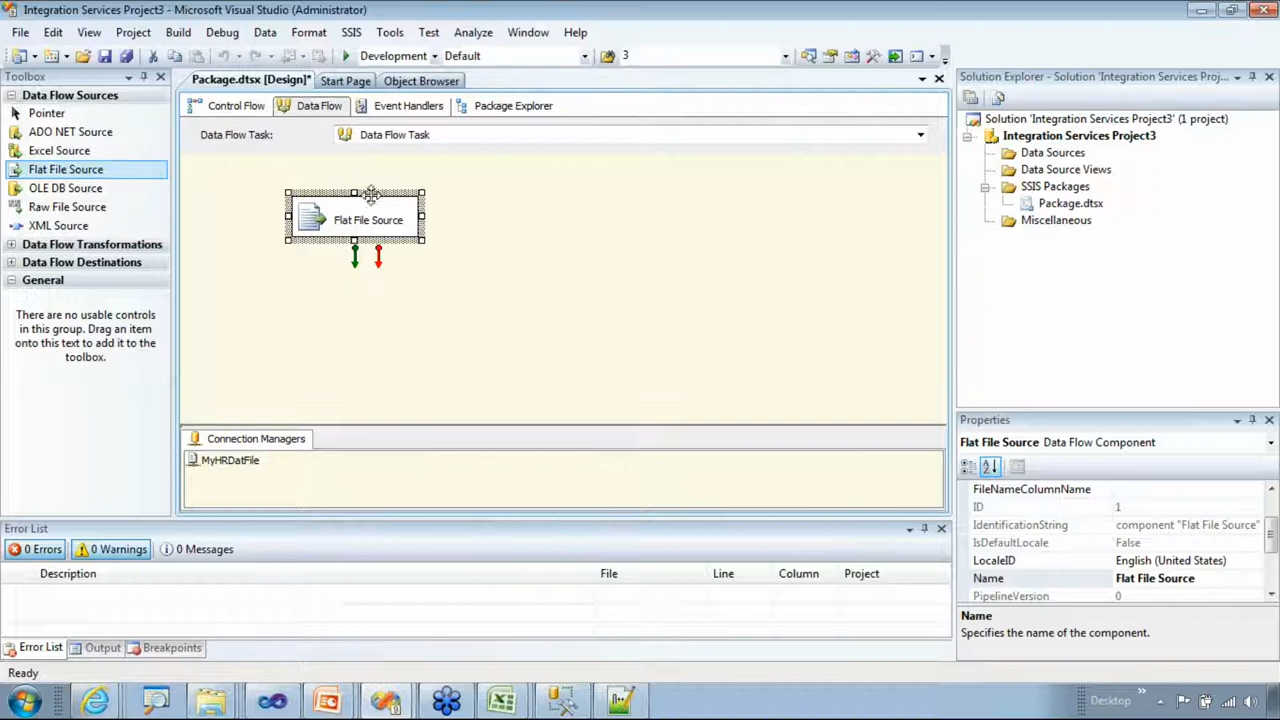 Integration Services Project3 - Microsoft Visual Studio (Administrator)
File Edit View Project Build Debug Data Format SSIS Tools Test Analyze Window Help
Development Default 3
Toolbox
Data Flow Sources
Pointer
ADO NET Source
Excel Source
Flat File Source
OLE DB Source
Raw File Source
XML Source
Data Flow Transformations
Data Flow Destinations
General
There are no usable controls
in this group. Drag an item
onto this text to add it to the
toolbox.
Package.dtsx [Design]* Start Page Object Browser
Control Flow Data Flow Event Handlers Package Explorer
Data Flow Task: Data Flow Task
Flat File Source
Connection Managers
MyHRDatFile
Solution Explorer - Solution 'Integration Services Proj...
Solution 'Integration Services Project3' (1 project)
Integration Services Project3
Data Sources
Data Source Views
SSIS Packages
Package.dtsx
Miscellaneous
Properties
Flat File Source Data Flow Component
FileNameColumnName
ID 1
IdentificationString component "Flat File Source"
IsDefaultLocale False
LocaleID English (United States)
Name Flat File Source
PipelineVersion 0
Name
Specifies the name of the component.
Error List
0 Errors 0 Warnings 0 Messages
Description File Line Column Project
Error List Output Breakpoints
Ready
Desktop